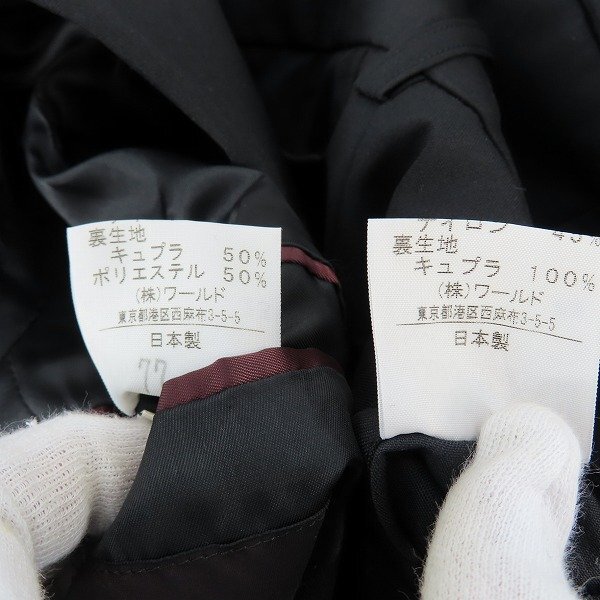 裏生地
キュプラ 50%
ポリエステル 50%
(株)ワールド
東京都港区西麻布3-5-5
日本製
77
裏生地
キュプラ 100%
(株)ワールド
東京都港区西麻布3-5-5
日本製